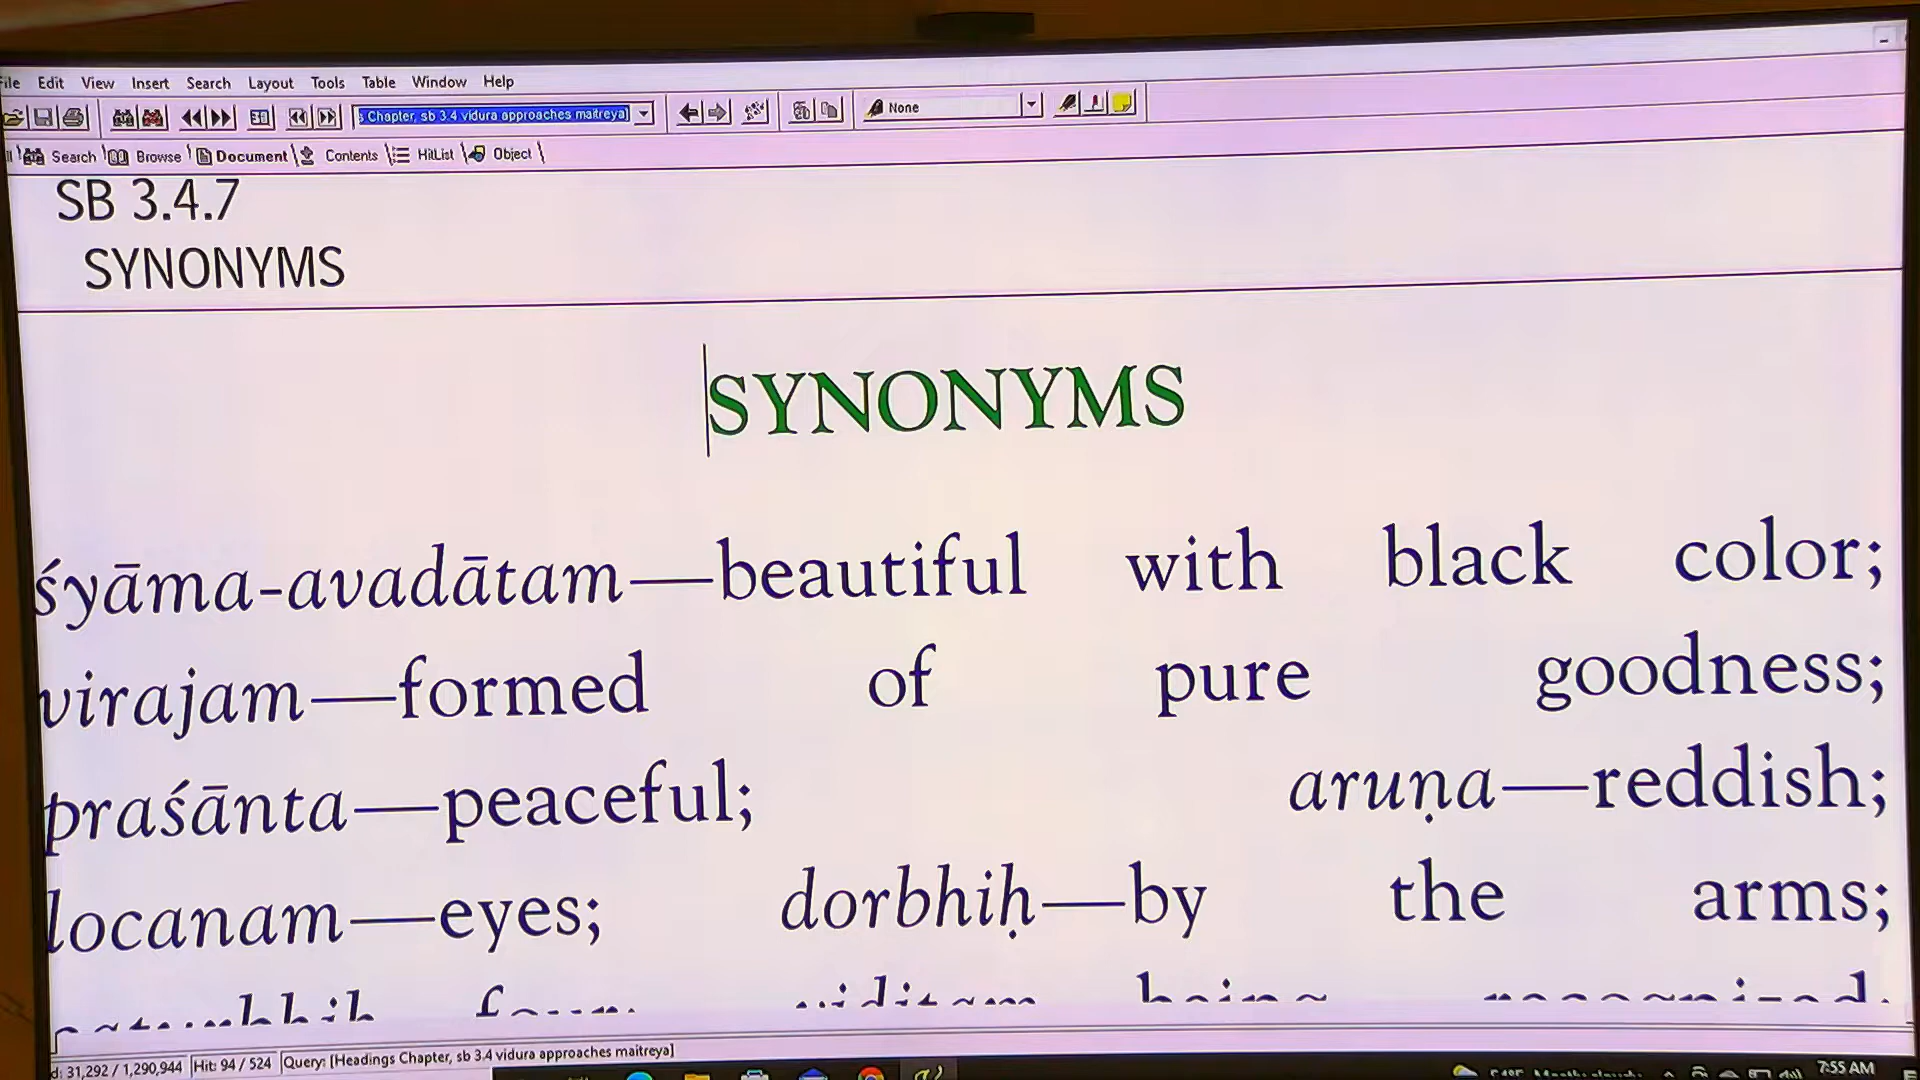 File Edit View Insert Search Layout Tools Table Window Help
s Chapter, sb 3.4 vidura approaches maitreya] None
Search Browse Document Contents HitList Object
SB 3.4.7
SYNONYMS
SYNONYMS
śyāma-avadātam—beautiful with black color;
virajam—formed of pure goodness;
praśānta—peaceful; aruṇa—reddish;
locanam—eyes; dorbhiḥ—by the arms;
d: 31,292 / 1,290,944 Hit: 94 / 524 Query: [Headings Chapter, sb 3.4 vidura approaches maitreya]
7:55 AM